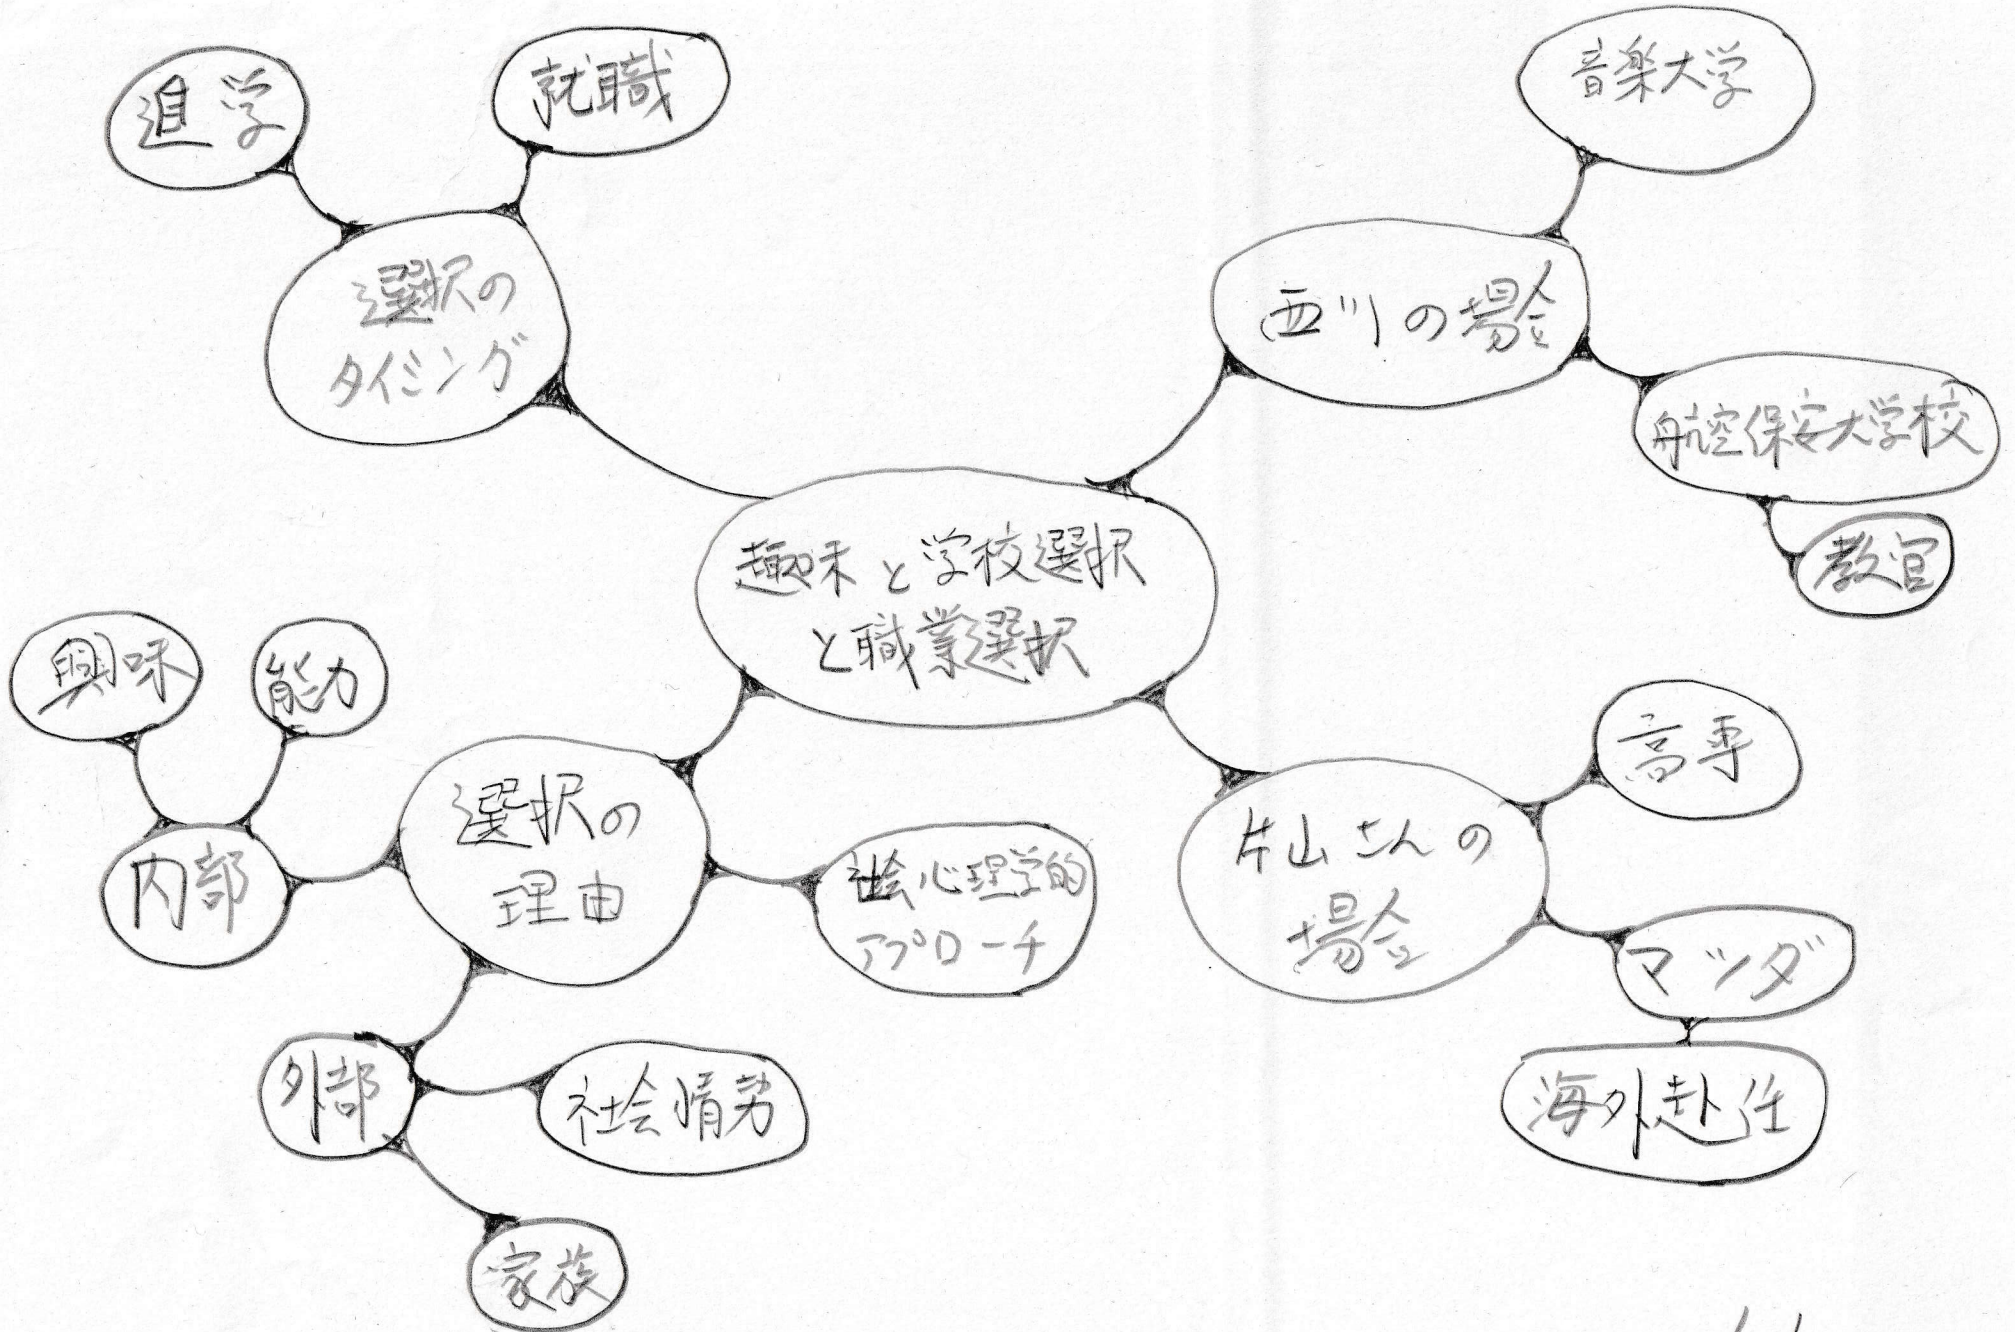 進学
就職
選択の
タイミング
音楽大学
西川の場合
航空保安大学校
教官
趣味と学校選択
と職業選択
興味
能力
内部
選択の
理由
社会心理学的
アプローチ
外部
社会情勢
家族
片山さんの
場合
高専
マツダ
海外赴任